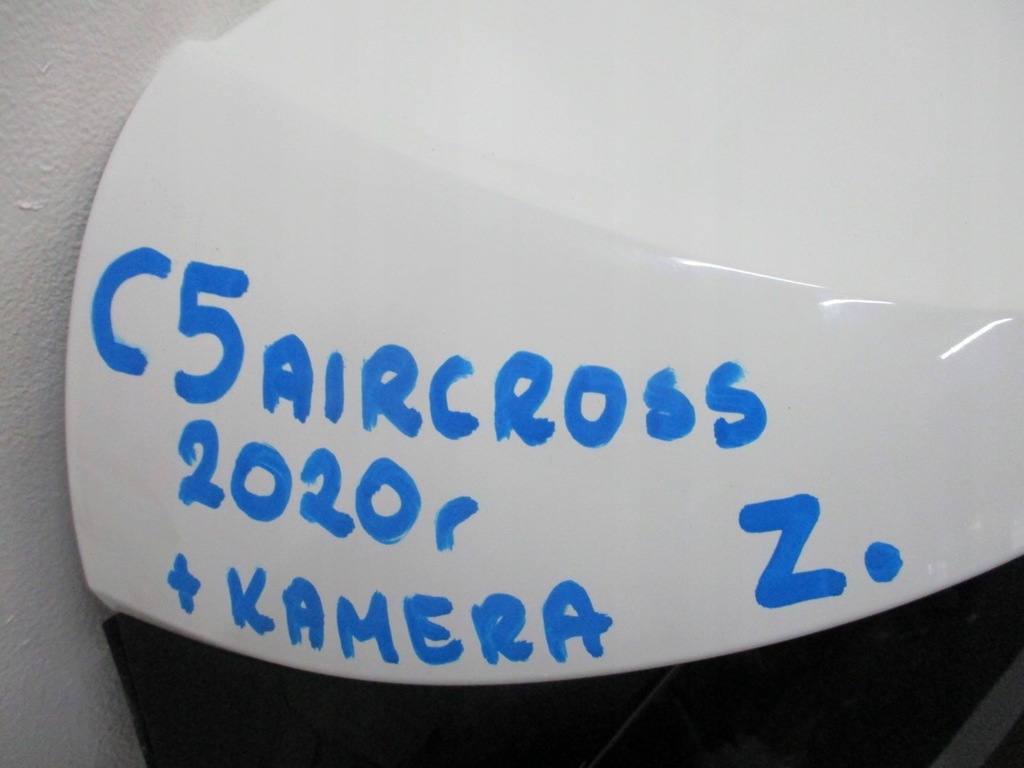 C5 AIRCROSS
2020r
Z.
+ KAMERA